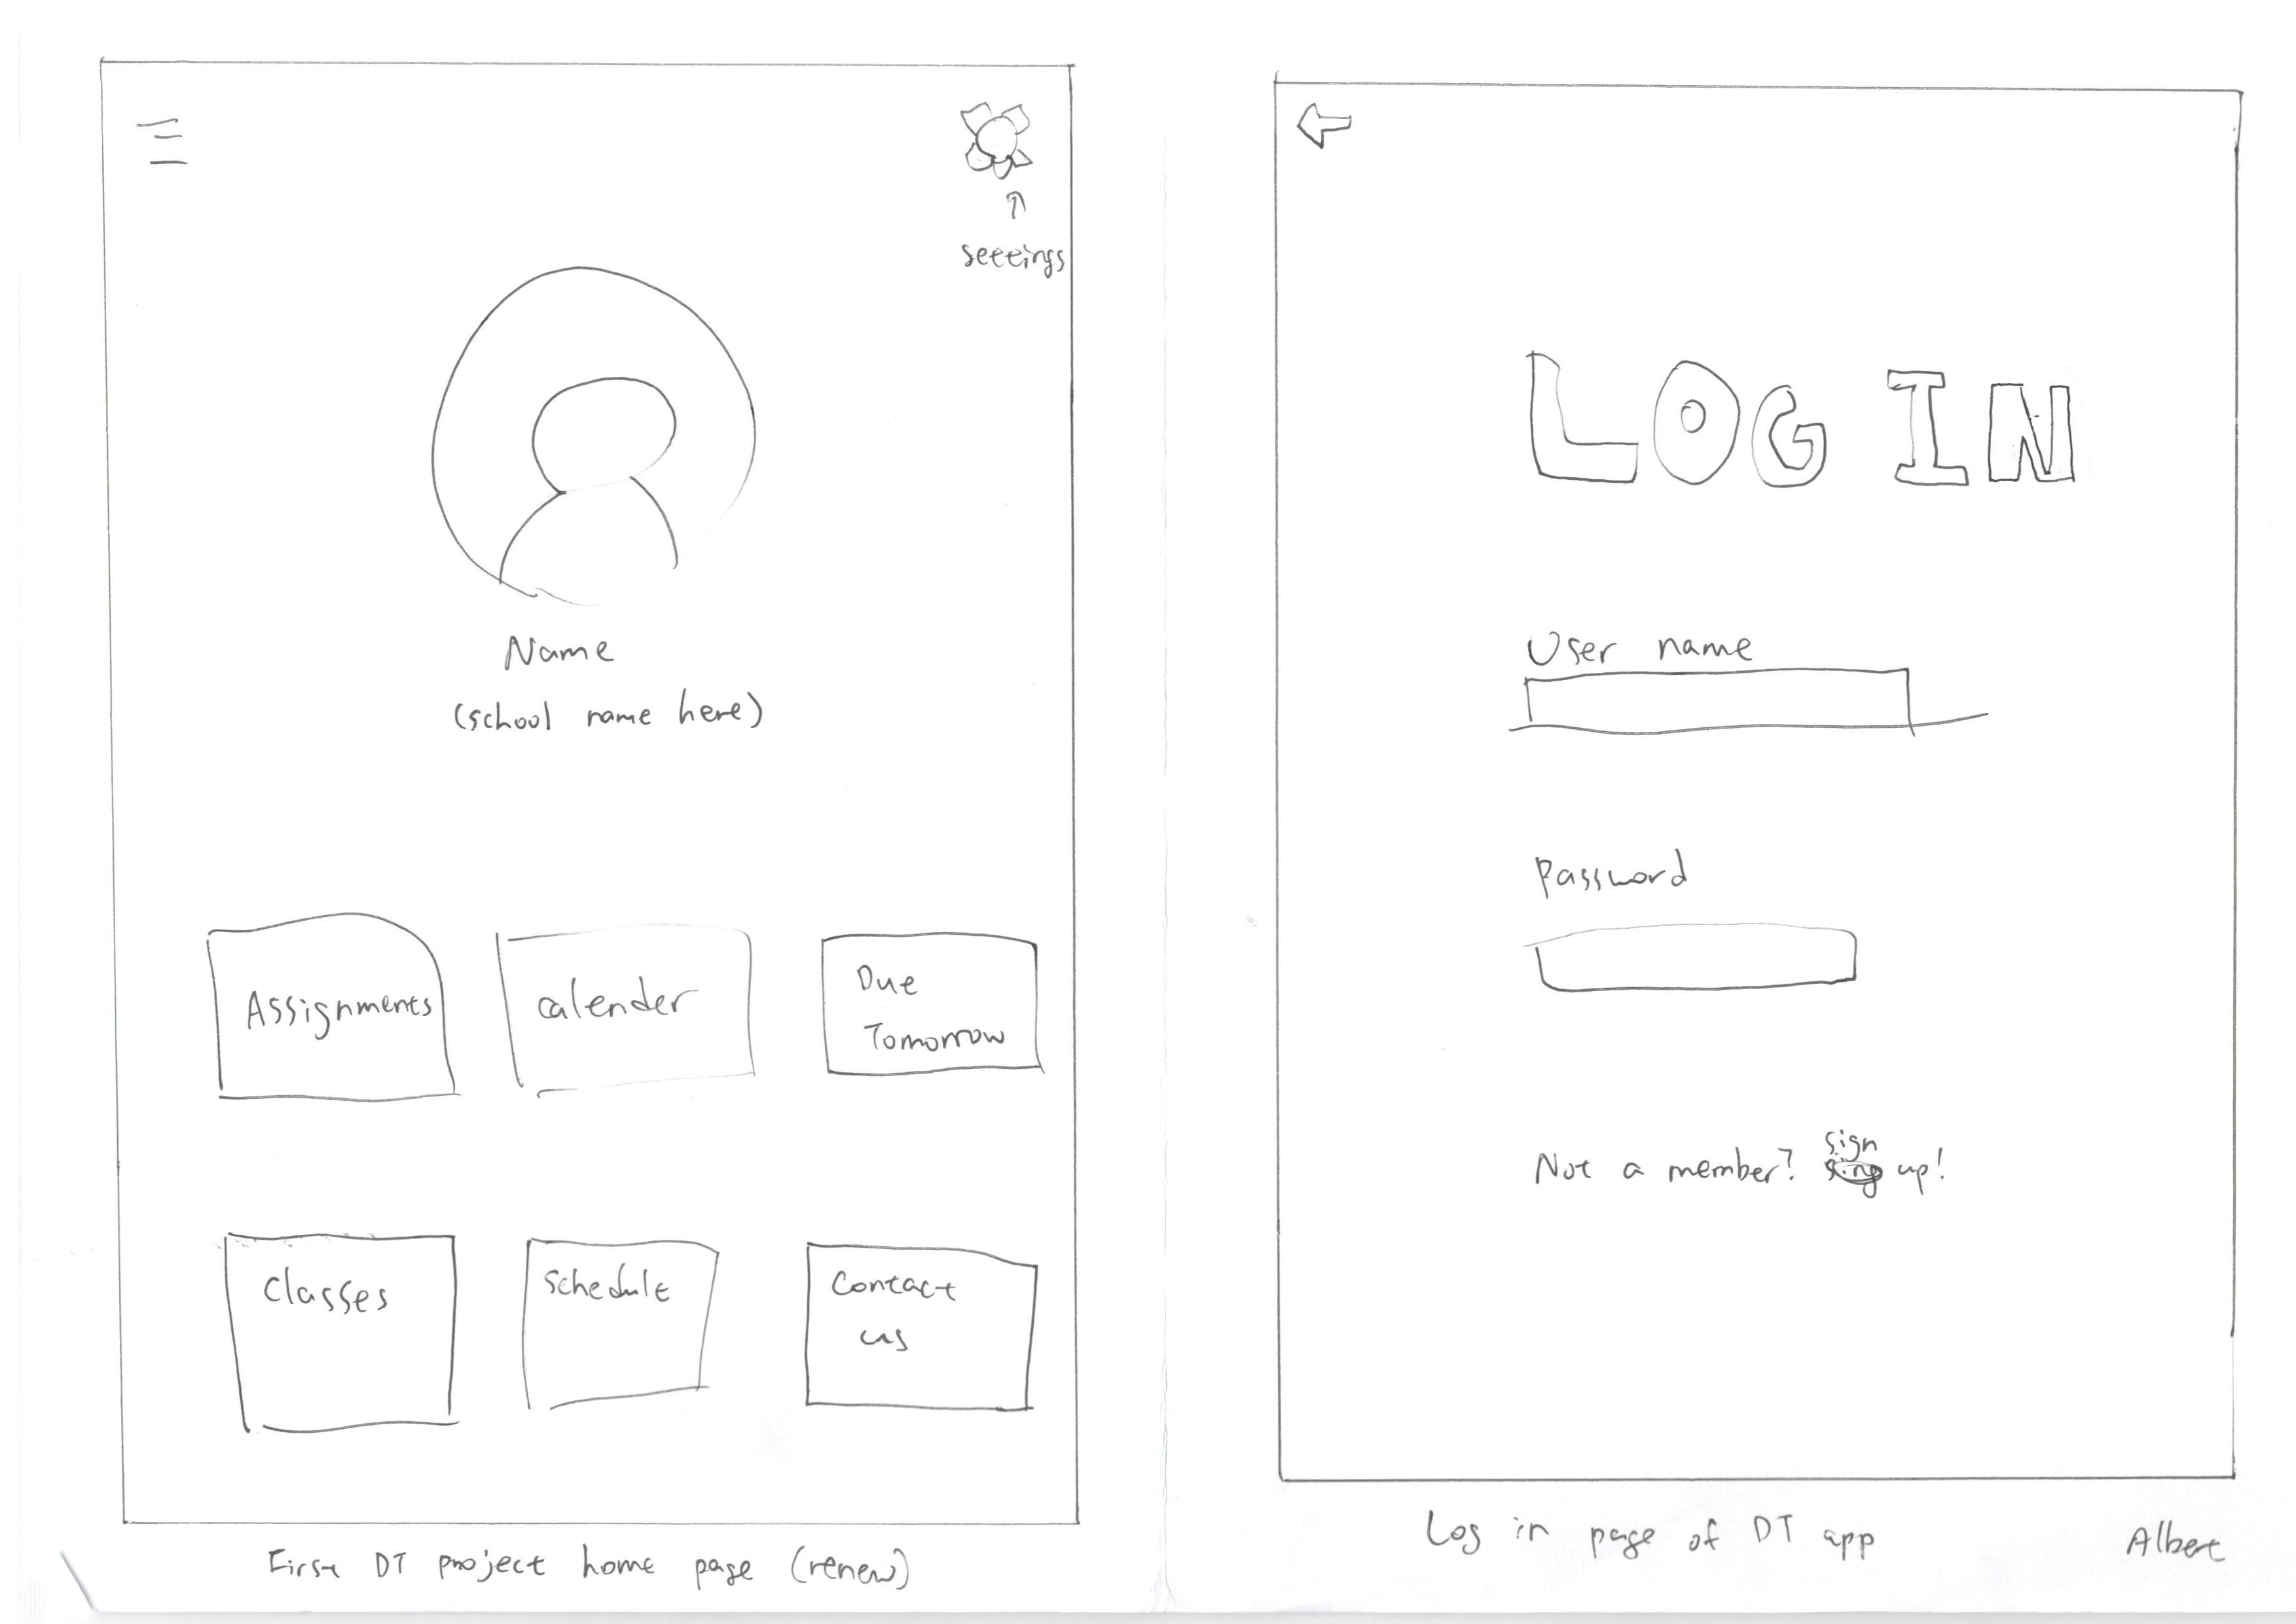 seetings
Name
(school name here)
Assignments
calender
Due
Tomorrow
Classes
Schedule
Contact
us
First DT project home page (renew)
LOG IN
User name
Password
sign
Not a member? sing up!
Log in page of DT app
Albert